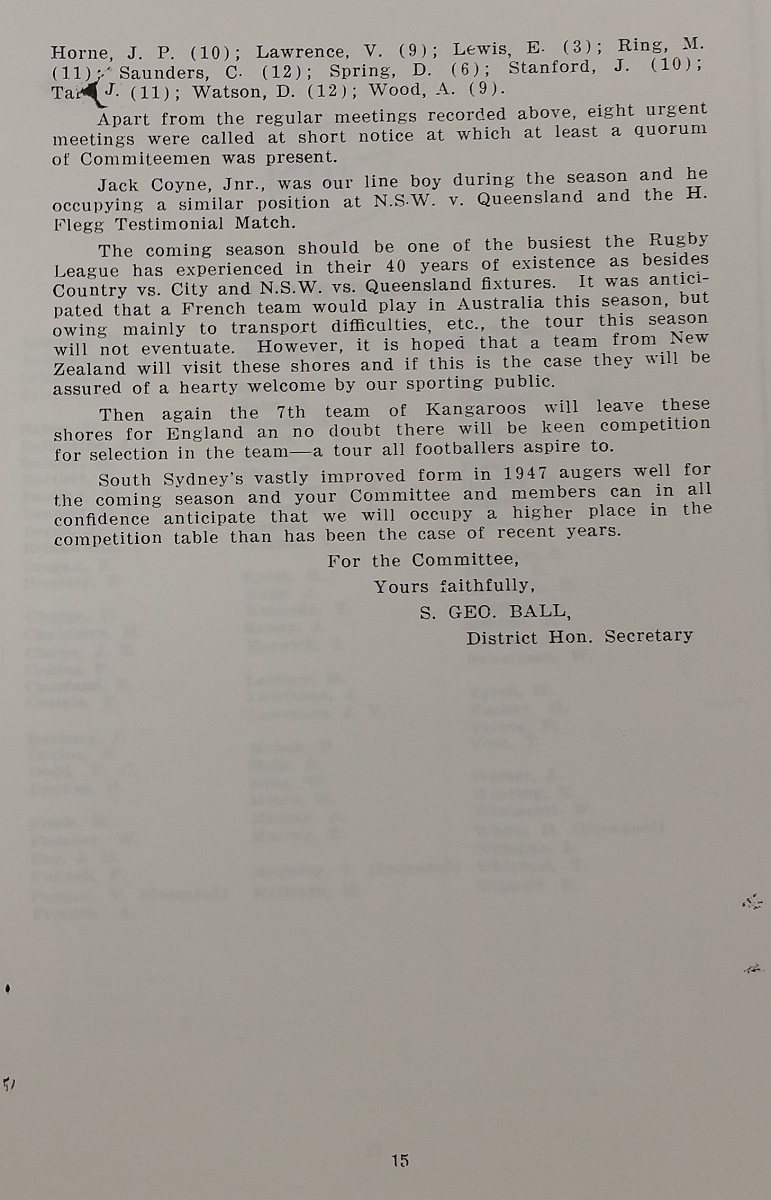 Horne, J. P. (10); Lawrence, V. (9); Lewis, E. (3); Ring, M.
(11); Saunders, C. (12); Spring, D. (6); Stanford, J. (10);
J. (11); Watson, D. (12); Wood, A. (9).
Apart from the regular meetings recorded above, eight urgent
meetings were called at short notice at which at least a quorum
of Commiteemen was present.
Jack Coyne, Jnr., was our line boy during the season and he
occupying a similar position at N.S.W. v. Queensland and the H.
Flegg Testimonial Match.
The coming season should be one of the busiest the Rugby
League has experienced in their 40 years of existence as besides
Country vs. City and N.S.W. vs. Queensland fixtures. It was antici-
pated that a French team would play in Australia this season, but
owing mainly to transport difficulties, etc., the tour this season
will not eventuate. However, it is hoped that a team from New
Zealand will visit these shores and if this is the case they will be
assured of a hearty welcome by our sporting public.
Then again the 7th team of Kangaroos will leave these
shores for England an no doubt there will be keen competition
for selection in the team—a tour all footballers aspire to.
South Sydney's vastly improved form in 1947 augers well for
the coming season and your Committee and members can in all
confidence anticipate that we will occupy a higher place in the
competition table than has been the case of recent years.
For the Committee,
Yours faithfully,
S. GEO. BALL,
District Hon. Secretary
15